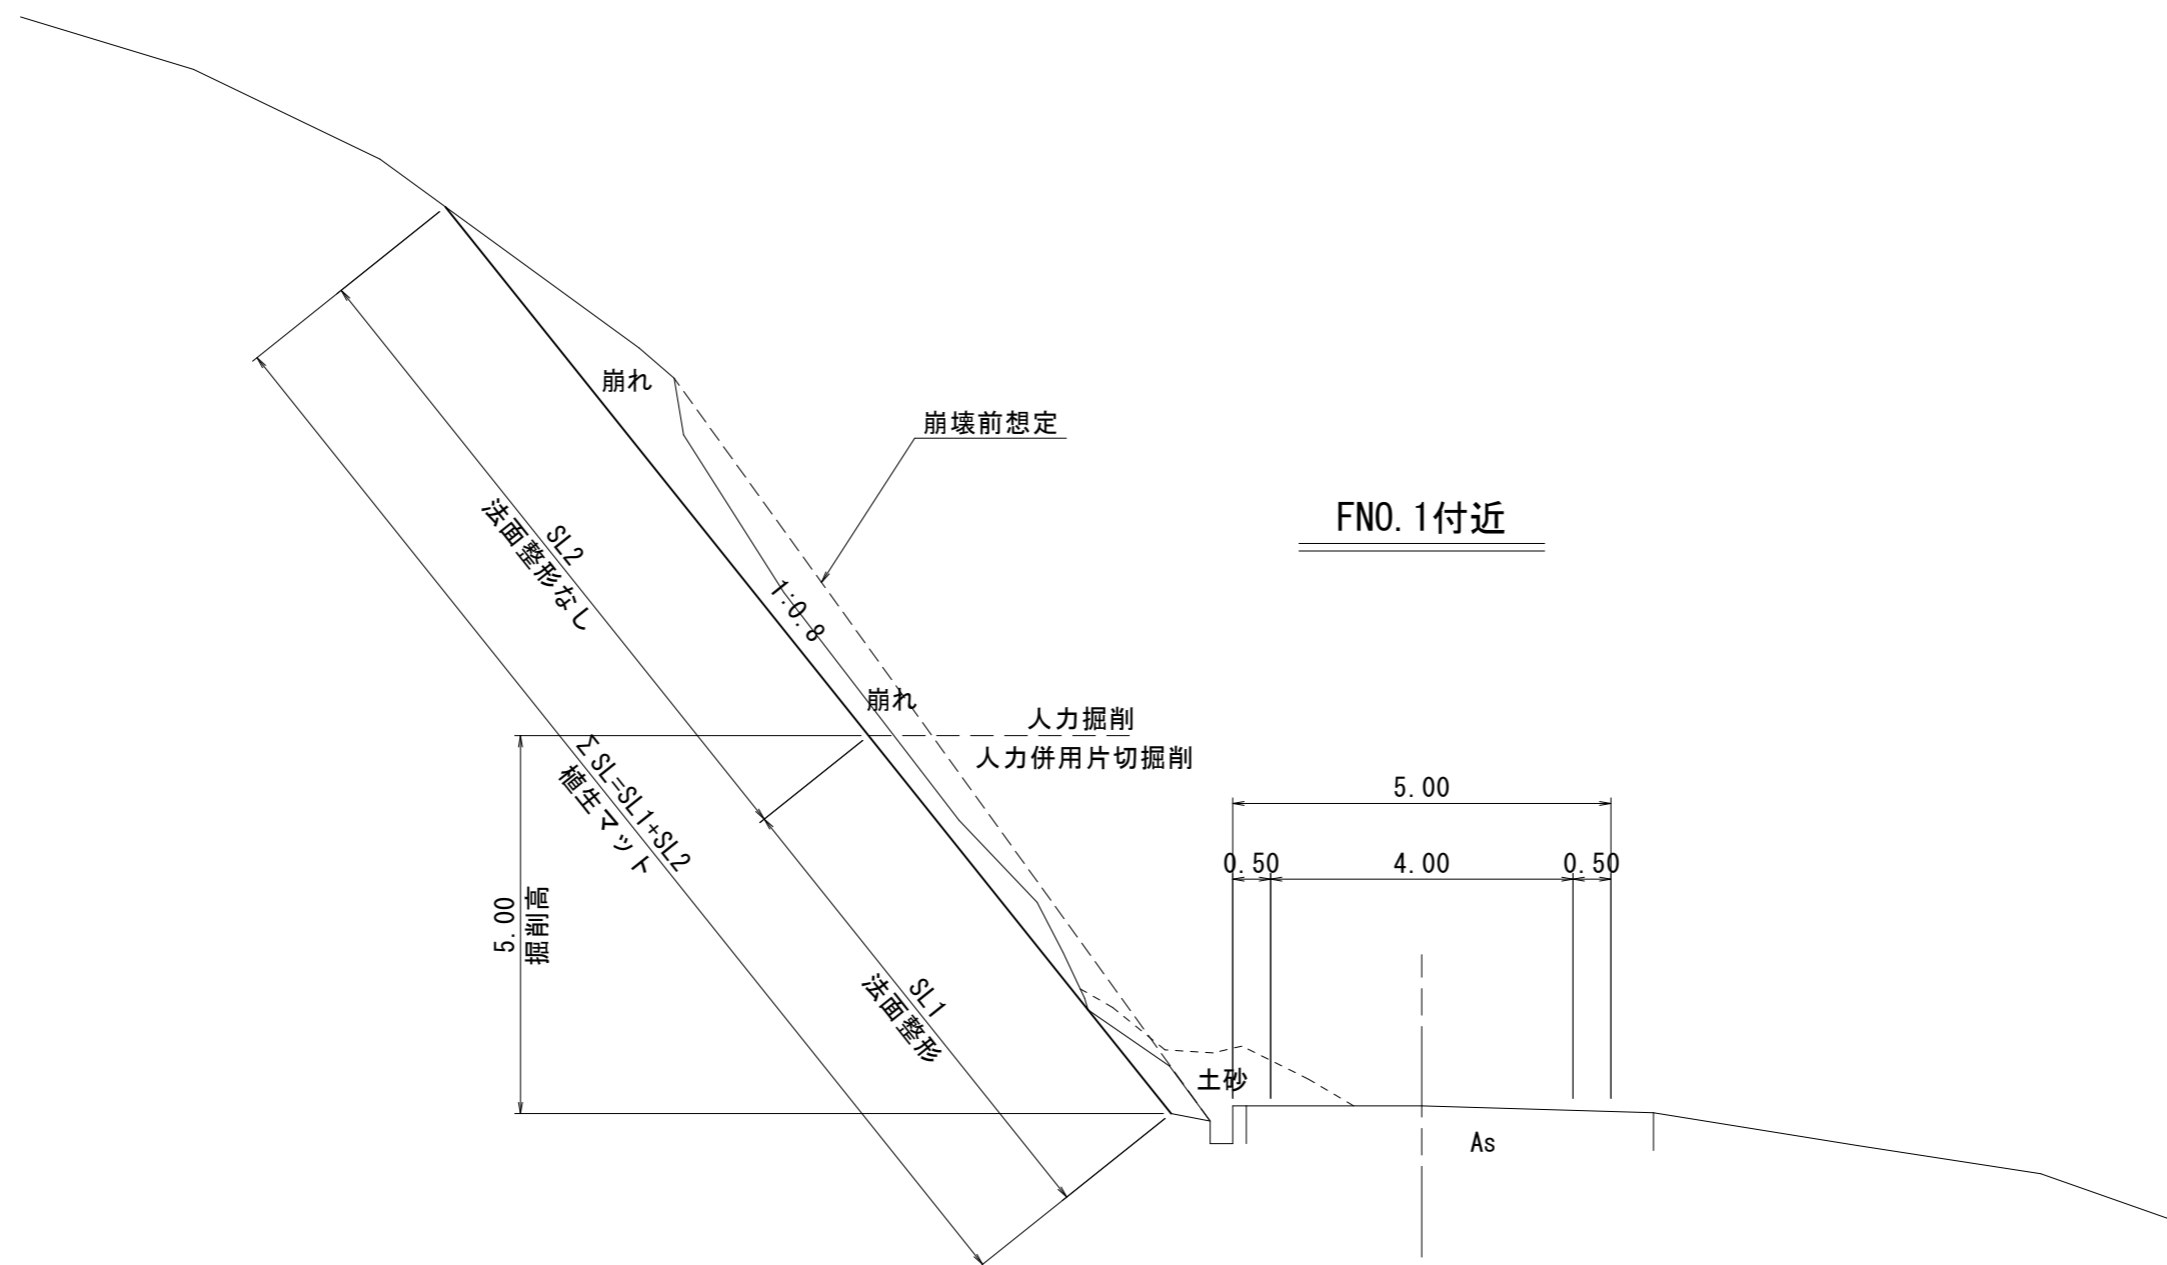 崩れ
崩壊前想定
FNO.1付近
SL2
法面整形なし
1:0.8
崩れ
人力掘削
人力併用片切掘削
ΣSL=SL1+SL2
植生マット
5.00
0.50
4.00
0.50
5.00
掘削高
SL1
法面整形
土砂
As